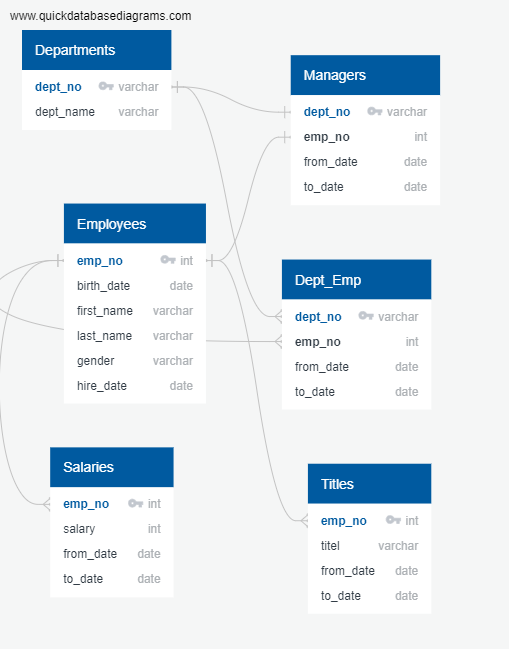 www.quickdatabasediagrams.com
Departments
dept_no varchar
dept_name varchar
Managers
dept_no varchar
emp_no int
from_date date
to_date date
Employees
emp_no int
birth_date date
first_name varchar
last_name varchar
gender varchar
hire_date date
Dept_Emp
dept_no varchar
emp_no int
from_date date
to_date date
Salaries
emp_no int
salary int
from_date date
to_date date
Titles
emp_no int
titel varchar
from_date date
to_date date